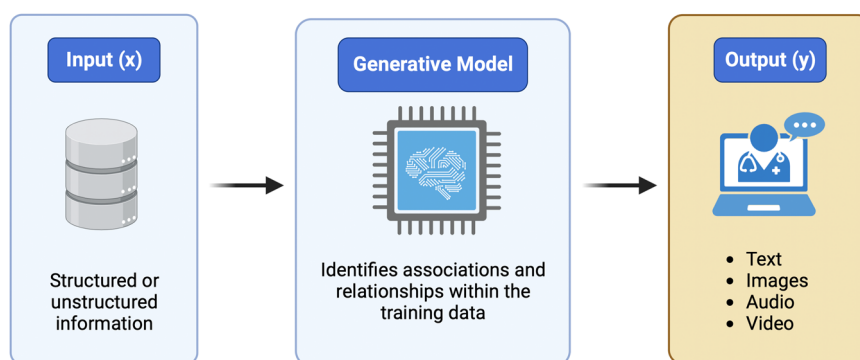 Input (x)
Structured or
unstructured
information
Generative Model
Identifies associations and
relationships within the
training data
Output (y)
• Text
• Images
• Audio
• Video